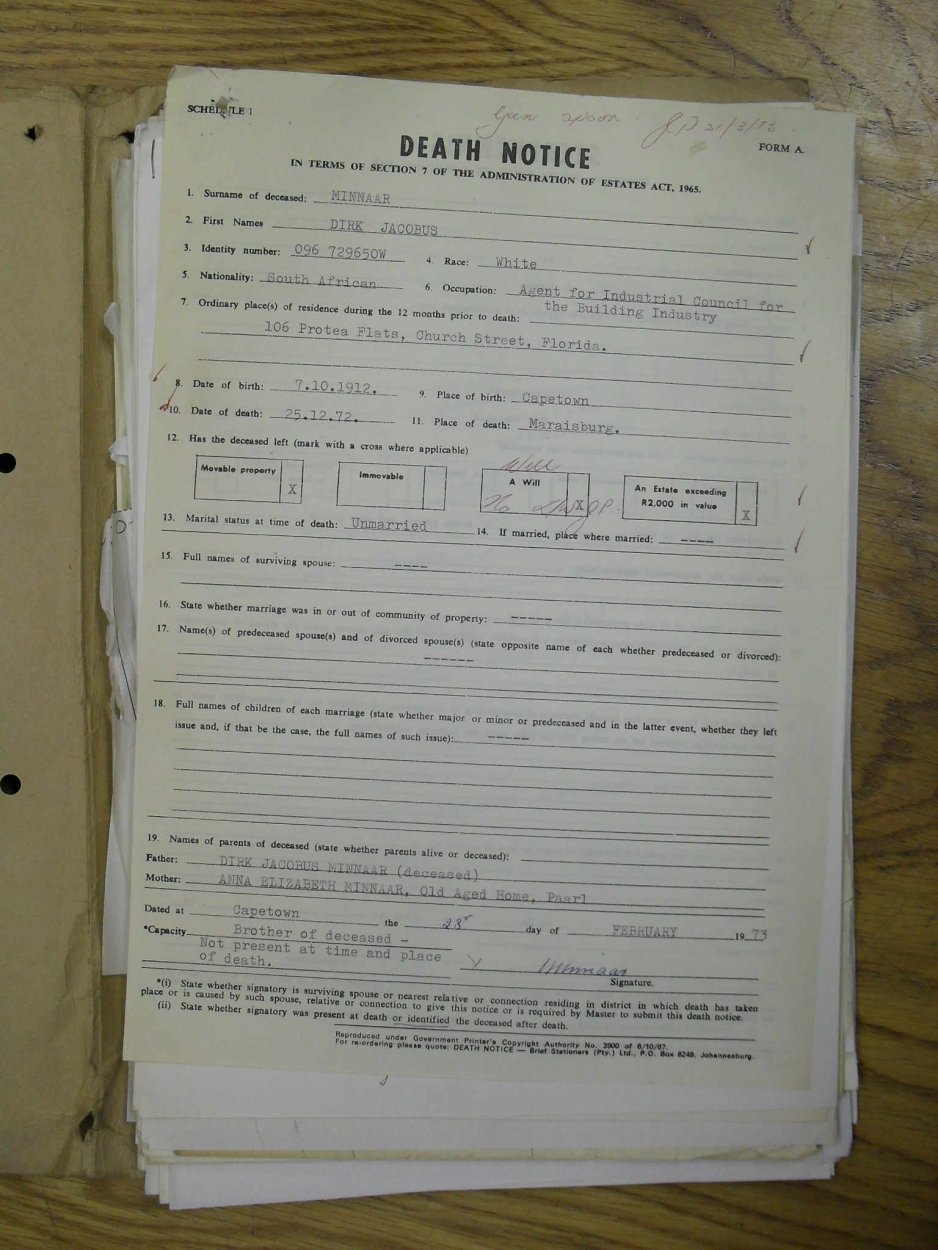 SCHEDULE 1
21/3/73
FORM A.
DEATH NOTICE
IN TERMS OF SECTION 7 OF THE ADMINISTRATION OF ESTATES ACT, 1965.
1. Surname of deceased: MINNAAR
2. First Names DIRK JACOBUS
3. Identity number: 096 729650W 4. Race: White
5. Nationality: South African 6 Occupation: Agent for Industrial Council for
the Building Industry
7. Ordinary place(s) of residence during the 12 months prior to death:
106 Protea Flats, Church Street, Florida.
8. Date of birth: 7.10.1912. 9. Place of birth: Capetown
10. Date of death: 25.12.72. 11. Place of death: Maraisburg.
12. Has the deceased left (mark with a cross where applicable)
Movable property X Immovable A Will X An Estate exceeding R2,000 in value X
13. Marital status at time of death: Unmarried 14. If married, place where married: ----
15. Full names of surviving spouse: ----
16. State whether marriage was in or out of community of property: -----
17. Name(s) of predeceased spouse(s) and of divorced spouse(s) (state opposite name of each whether predeceased or divorced):
------
18. Full names of children of each marriage (state whether major or minor or predeceased and in the latter event, whether they left
issue and, if that be the case, the full names of such issue): -----
19. Names of parents of deceased (state whether parents alive or deceased):
Father: DIRK JACOBUS MINNAAR (deceased)
Mother: ANNA ELIZABETH MINNAAR, Old Aged Home, Paarl
Dated at Capetown the 28 day of FEBRUARY 1973
*Capacity Brother of deceased -
Not present at time and place
of death.
Minnaar
Signature.
*(i) State whether signatory is surviving spouse or nearest relative or connection residing in district in which death has taken
place or is caused by such spouse, relative or connection to give this notice or is required by Master to submit this death notice.
(ii) State whether signatory was present at death or identified the deceased after death.
Reproduced under Government Printer's Copyright Authority No. 3900 of 6/10/67.
For re-ordering please quote: DEATH NOTICE — Brief Stationers (Pty.) Ltd., P.O. Box 6249, Johannesburg.